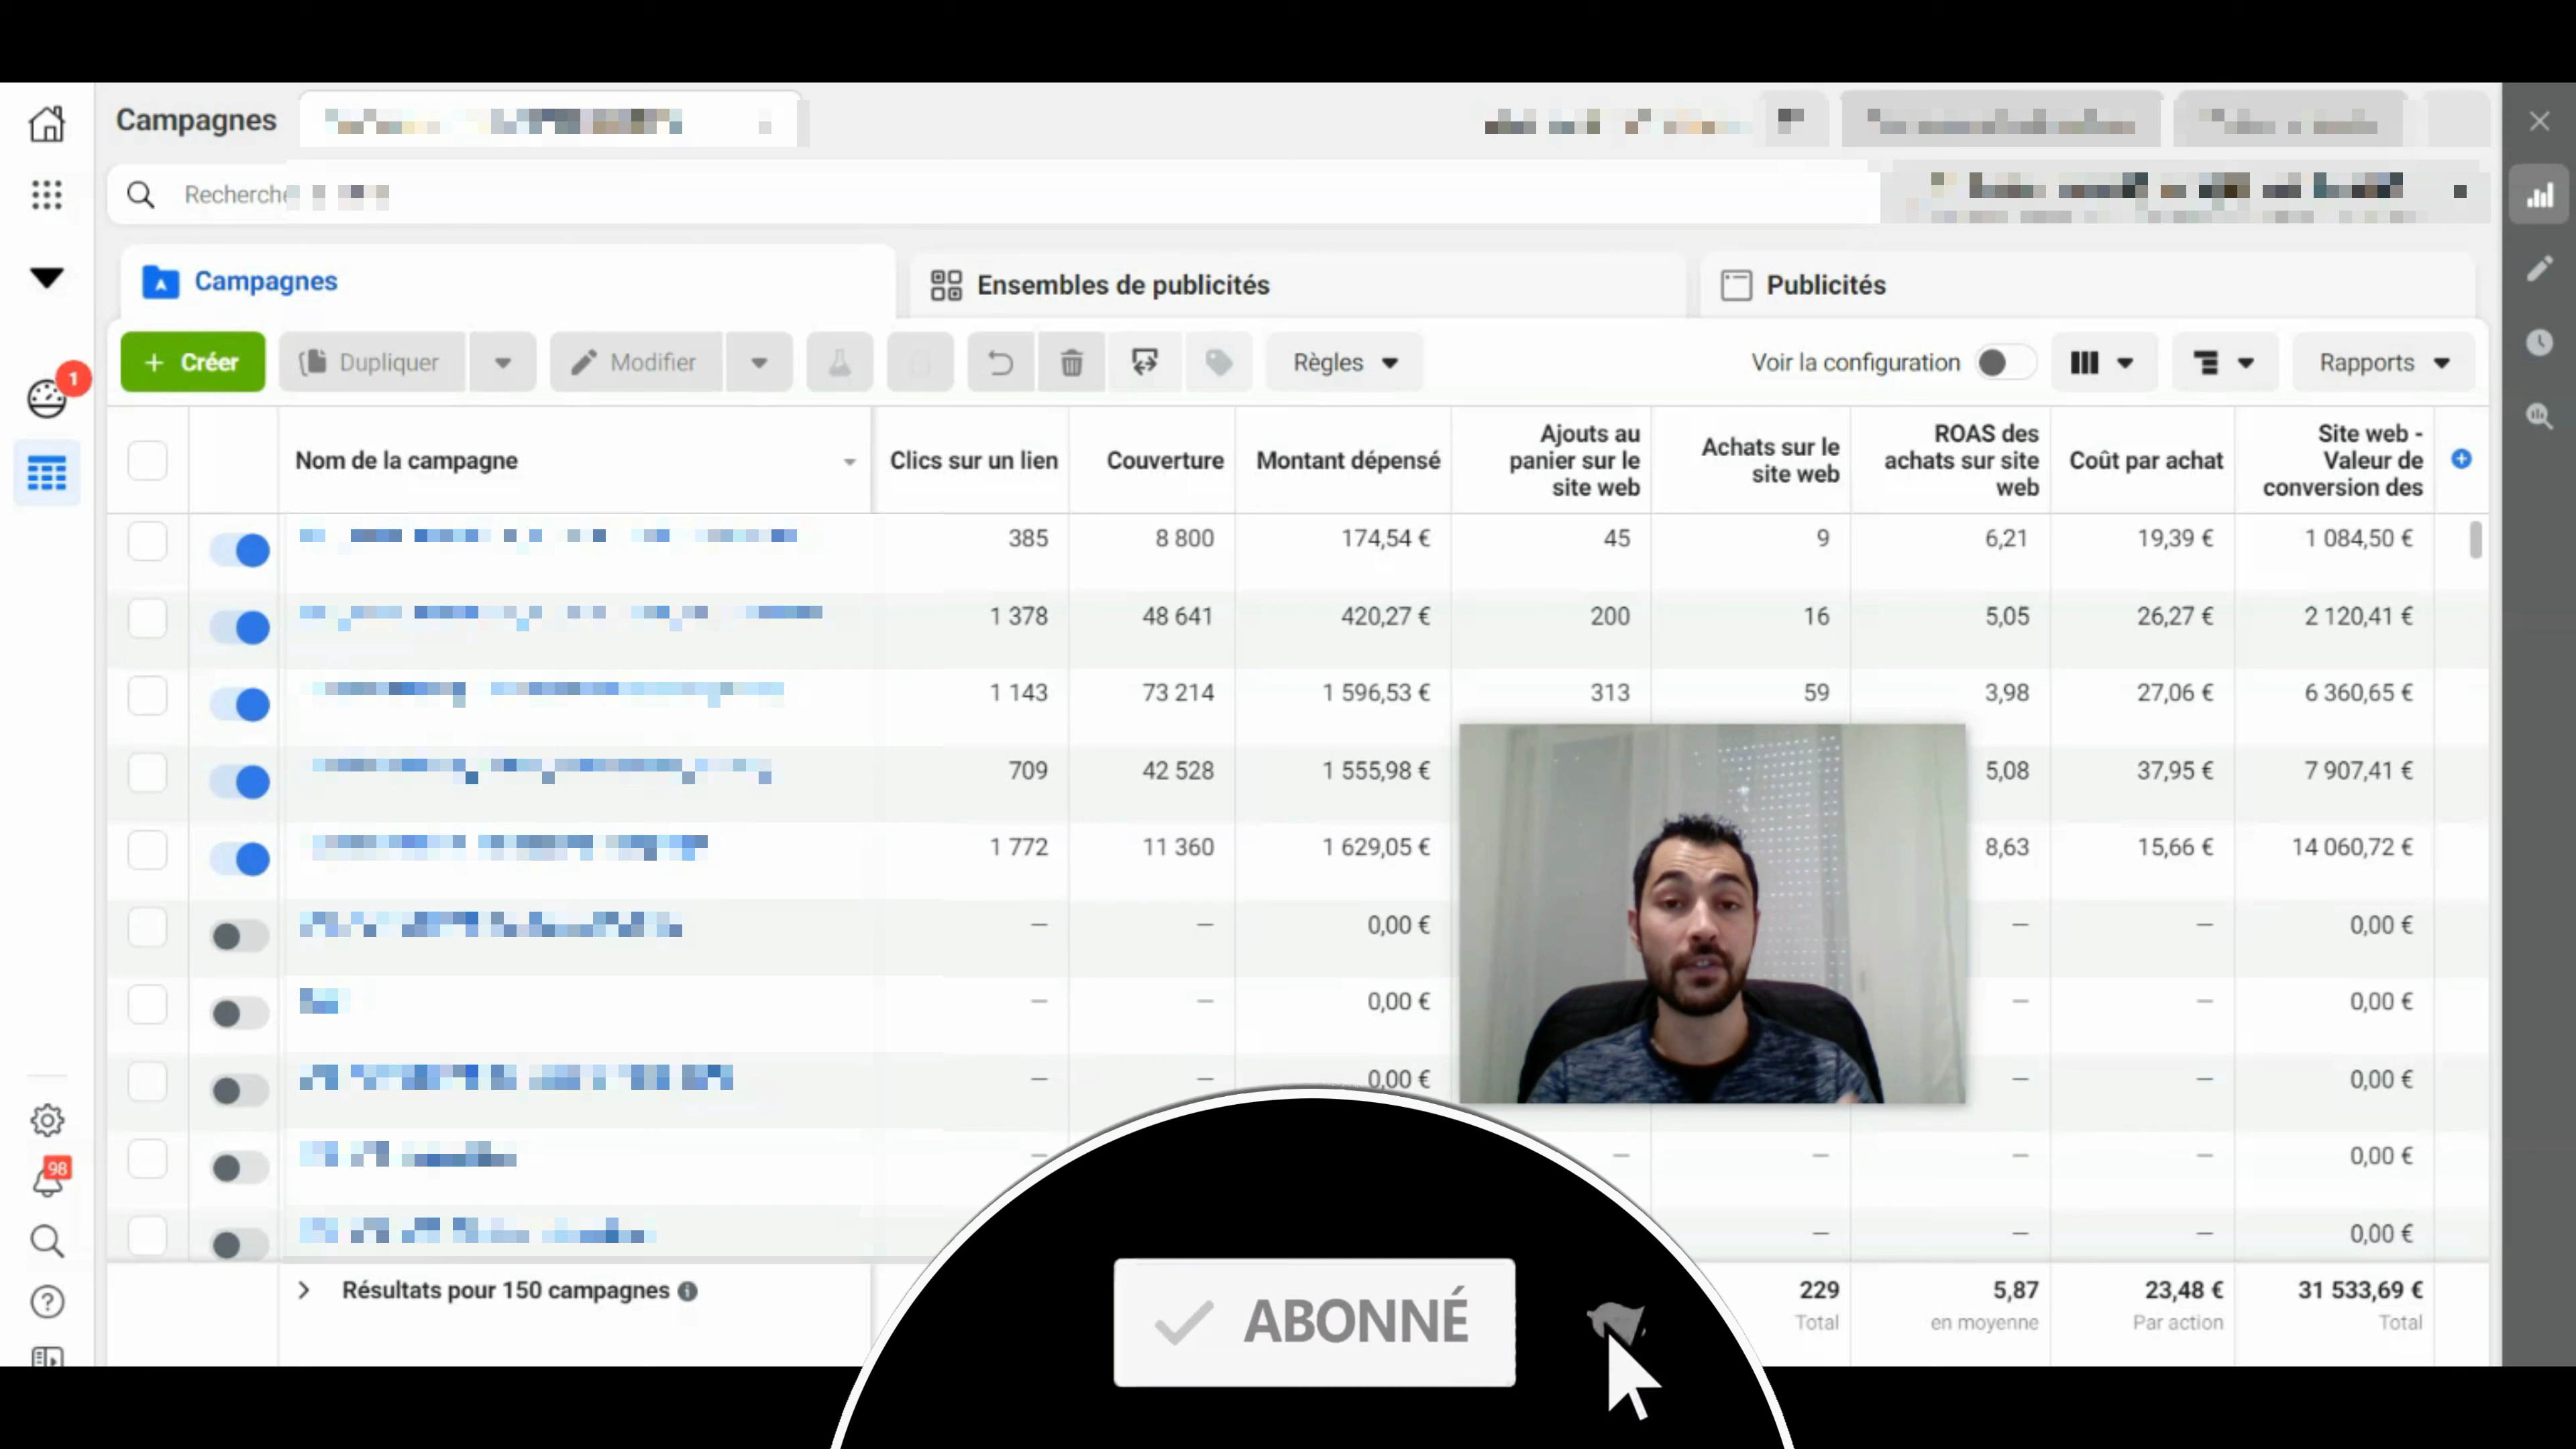 Campagnes
Recherche
Campagnes
Ensembles de publicités
Publicités
+ Créer
Dupliquer
Modifier
Règles
Voir la configuration
Rapports
1
Nom de la campagne
Clics sur un lien
Couverture
Montant dépensé
Ajouts au
panier sur le
site web
Achats sur le
site web
ROAS des
achats sur site
web
Coût par achat
Site web -
Valeur de
conversion des
385 8 800 174,54 € 45 9 6,21 19,39 € 1 084,50 €
1 378 48 641 420,27 € 200 16 5,05 26,27 € 2 120,41 €
1 143 73 214 1 596,53 € 313 59 3,98 27,06 € 6 360,65 €
709 42 528 1 555,98 € 5,08 37,95 € 7 907,41 €
1 772 11 360 1 629,05 € 8,63 15,66 € 14 060,72 €
— — 0,00 € — — 0,00 €
— — 0,00 € — — 0,00 €
— — 0,00 € — — 0,00 €
— — — — — 0,00 €
— — — 0,00 €
98
Résultats pour 150 campagnes
229 5,87 23,48 € 31 533,69 €
Total en moyenne Par action Total
ABONNÉ